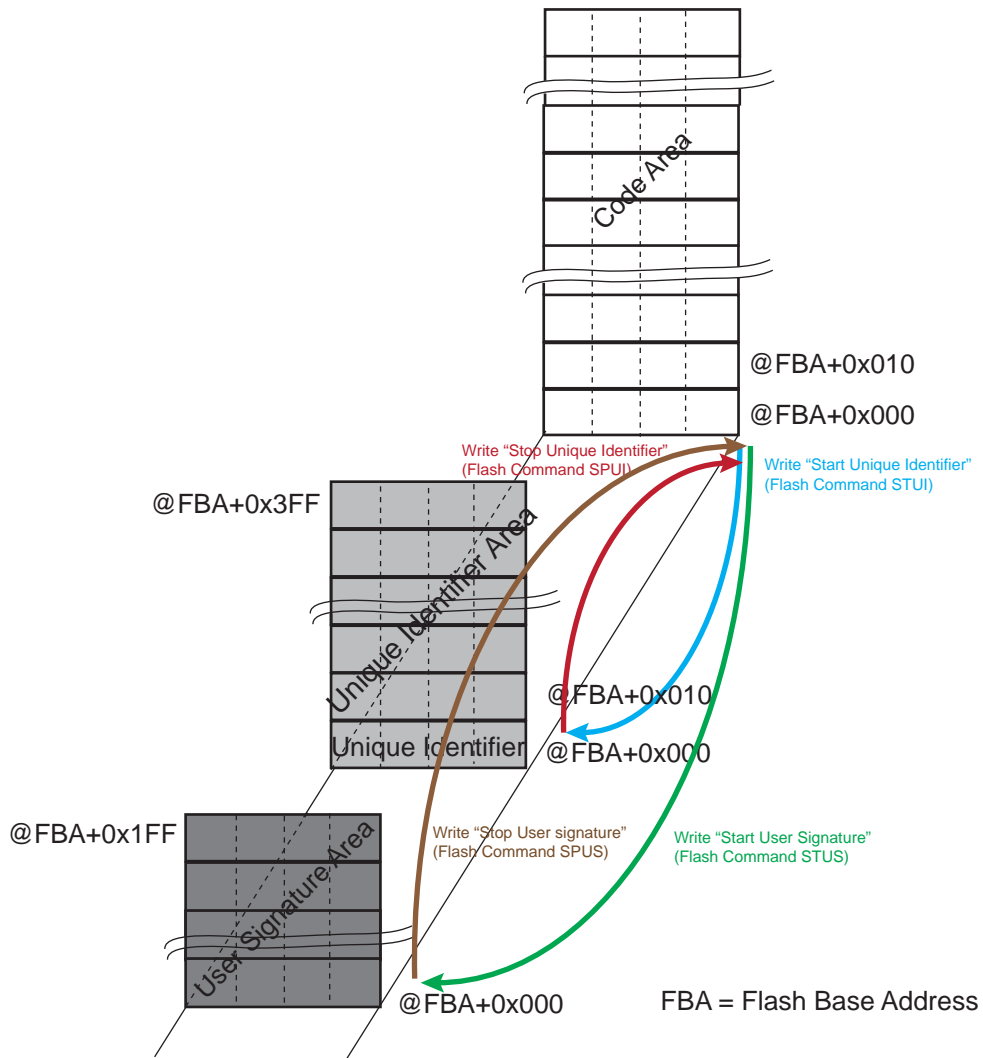 Code Area
@FBA+0x010
@FBA+0x000
Write “Stop Unique Identifier”
(Flash Command SPUI)
Write “Start Unique Identifier”
(Flash Command STUI)
@FBA+0x3FF
Unique Identifier Area
@FBA+0x010
Unique Identifier
@FBA+0x000
@FBA+0x1FF
User Signature Area
Write “Stop User signature”
(Flash Command SPUS)
Write “Start User Signature”
(Flash Command STUS)
@FBA+0x000
FBA = Flash Base Address